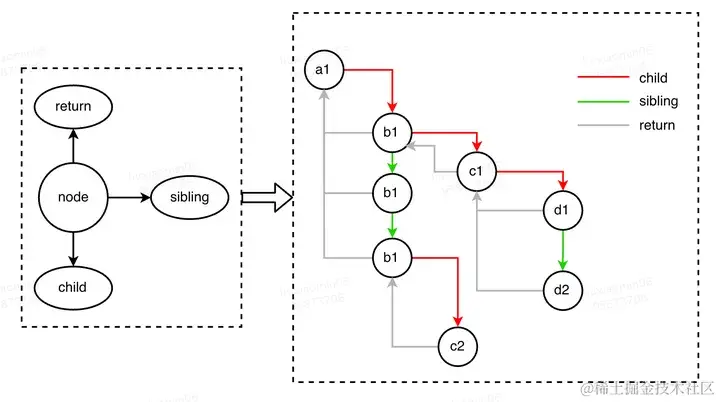 return
node
sibling
child
a1
b1
b1
b1
c1
d1
d2
c2
child
sibling
return
@稀土掘金技术社区